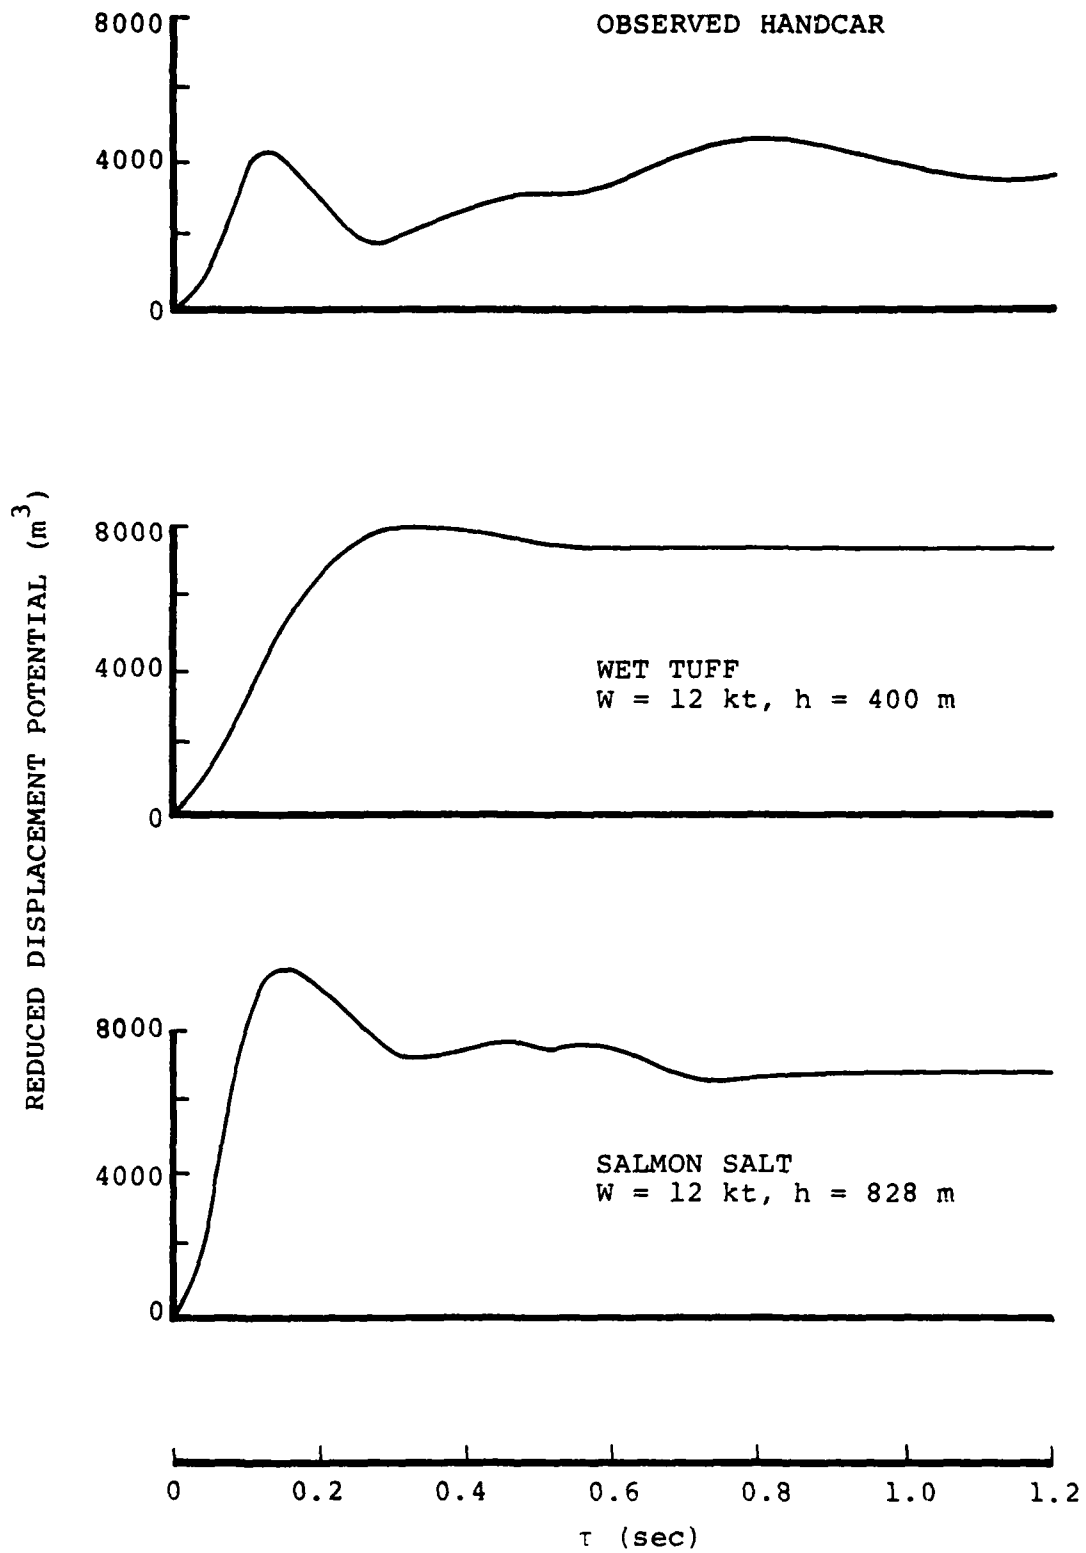 OBSERVED HANDCAR
8000
4000
0
REDUCED DISPLACEMENT POTENTIAL (m³)
8000
4000
0
WET TUFF
W = 12 kt, h = 400 m
8000
4000
0
SALMON SALT
W = 12 kt, h = 828 m
0 0.2 0.4 0.6 0.8 1.0 1.2
τ (sec)